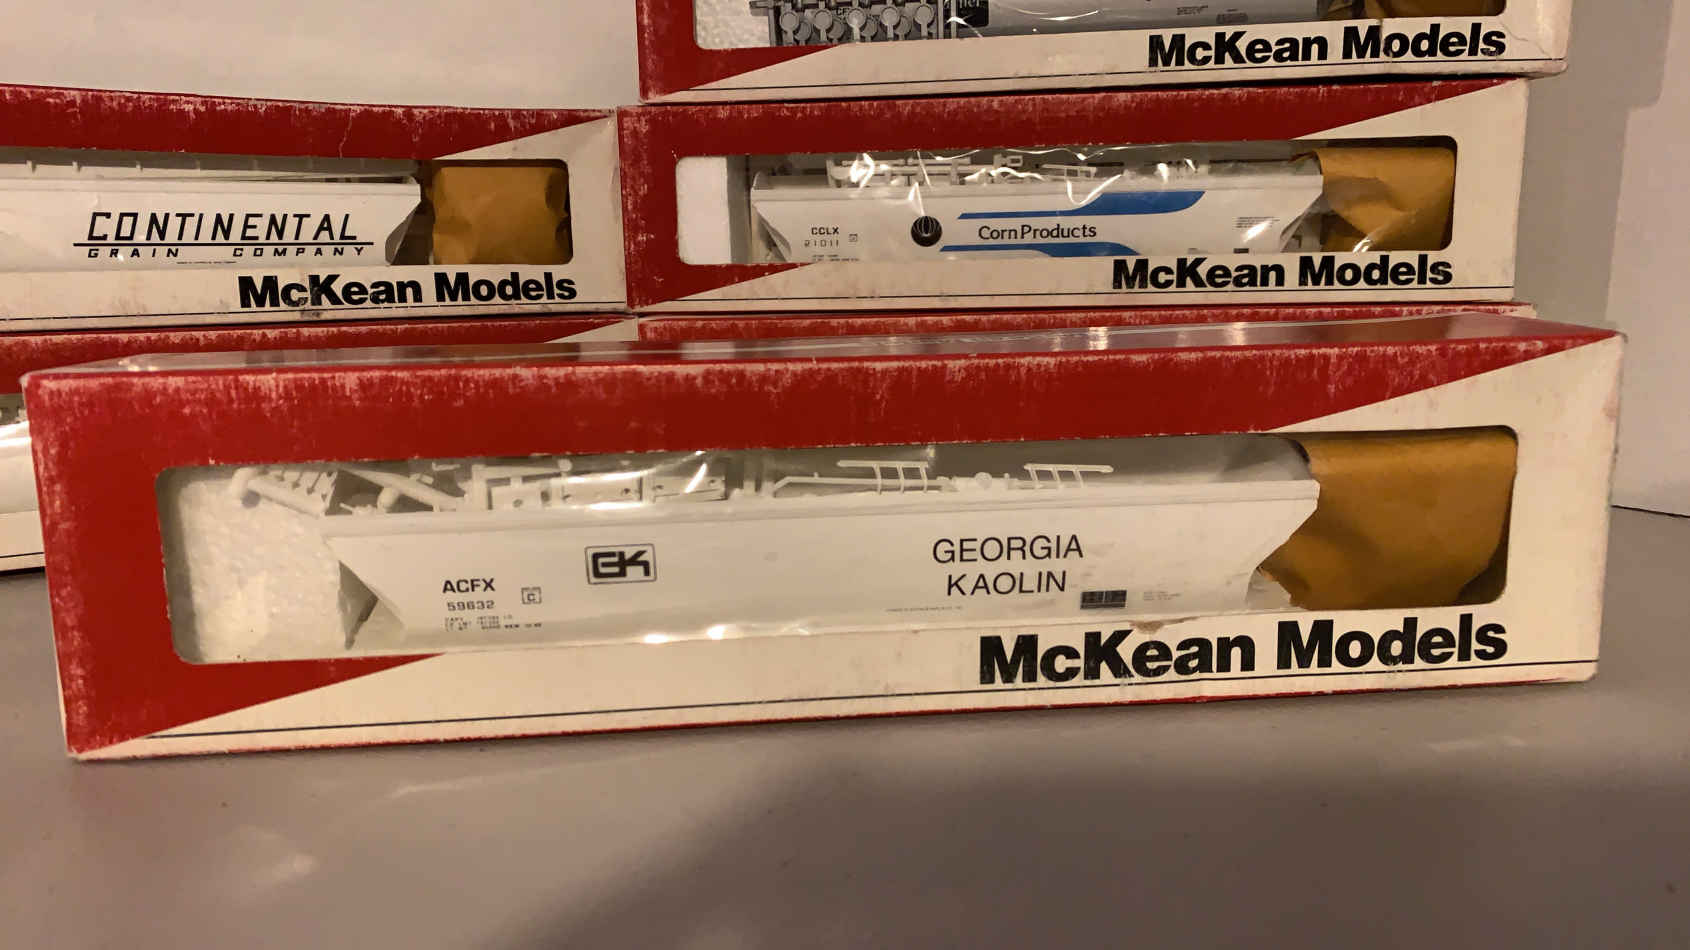 McKean Models
CONTINENTAL
GRAIN COMPANY
McKean Models
CCLX
21011
Corn Products
McKean Models
ACFX
59632
C
GK
GEORGIA
KAOLIN
McKean Models